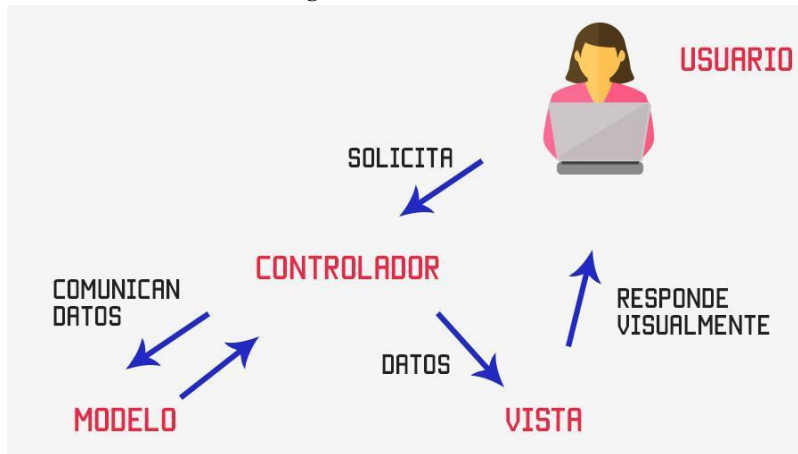 USUARIO
SOLICITA
CONTROLADOR
COMUNICAN
DATOS
RESPONDE
VISUALMENTE
DATOS
MODELO
VISTA